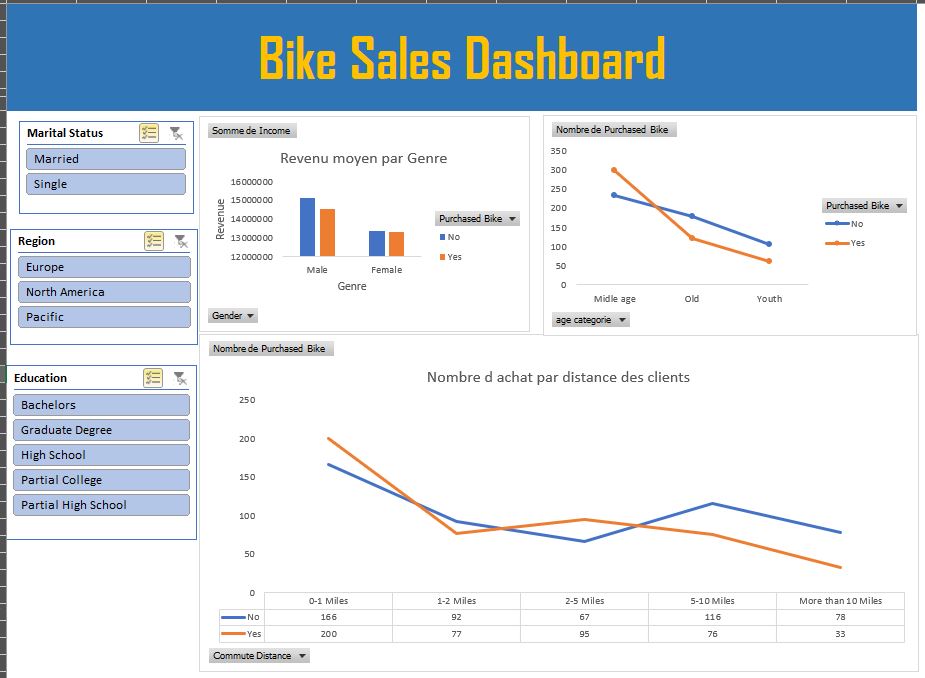 Bike Sales Dashboard
Marital Status
Married
Single
Region
Europe
North America
Pacific
Education
Bachelors
Graduate Degree
High School
Partial College
Partial High School
Somme de Income
Revenu moyen par Genre
Revenue
16000000
15000000
14000000
13000000
12000000
Male Female
Genre
Purchased Bike
No
Yes
Gender
Nombre de Purchased Bike
350
300
250
200
150
100
50
0
Midle age Old Youth
Purchased Bike
No
Yes
age categorie
Nombre de Purchased Bike
Nombre d achat par distance des clients
250
200
150
100
50
0
0-1 Miles 1-2 Miles 2-5 Miles 5-10 Miles More than 10 Miles
No 166 92 67 116 78
Yes 200 77 95 76 33
Commute Distance